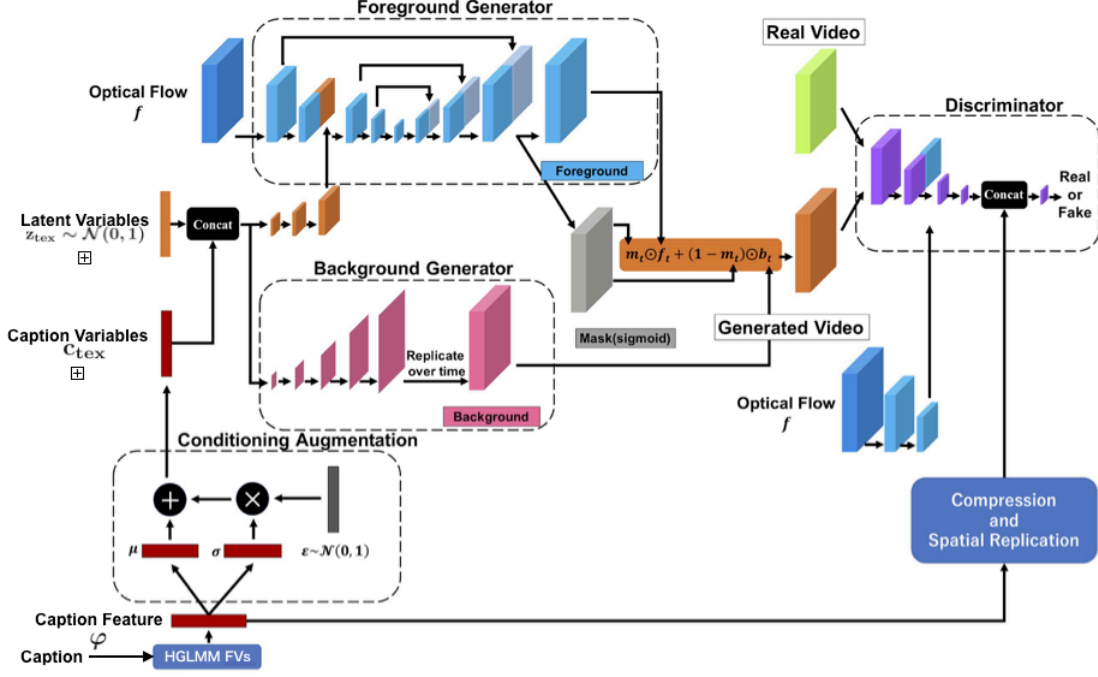 Foreground Generator
Real Video
Optical Flow
f
Discriminator
Foreground
Real
or
Fake
Concat
Latent Variables
z_tex ∼ N(0, 1)
Concat
m_t⊙f_t + (1 − m_t)⊙b_t
Background Generator
Caption Variables
c_tex
Mask(sigmoid)
Generated Video
Replicate
over time
Background
Optical Flow
f
Conditioning Augmentation
Compression
and
Spatial Replication
μ
σ
ε∼N(0, 1)
Caption Feature
φ
Caption
HGLMM FVs